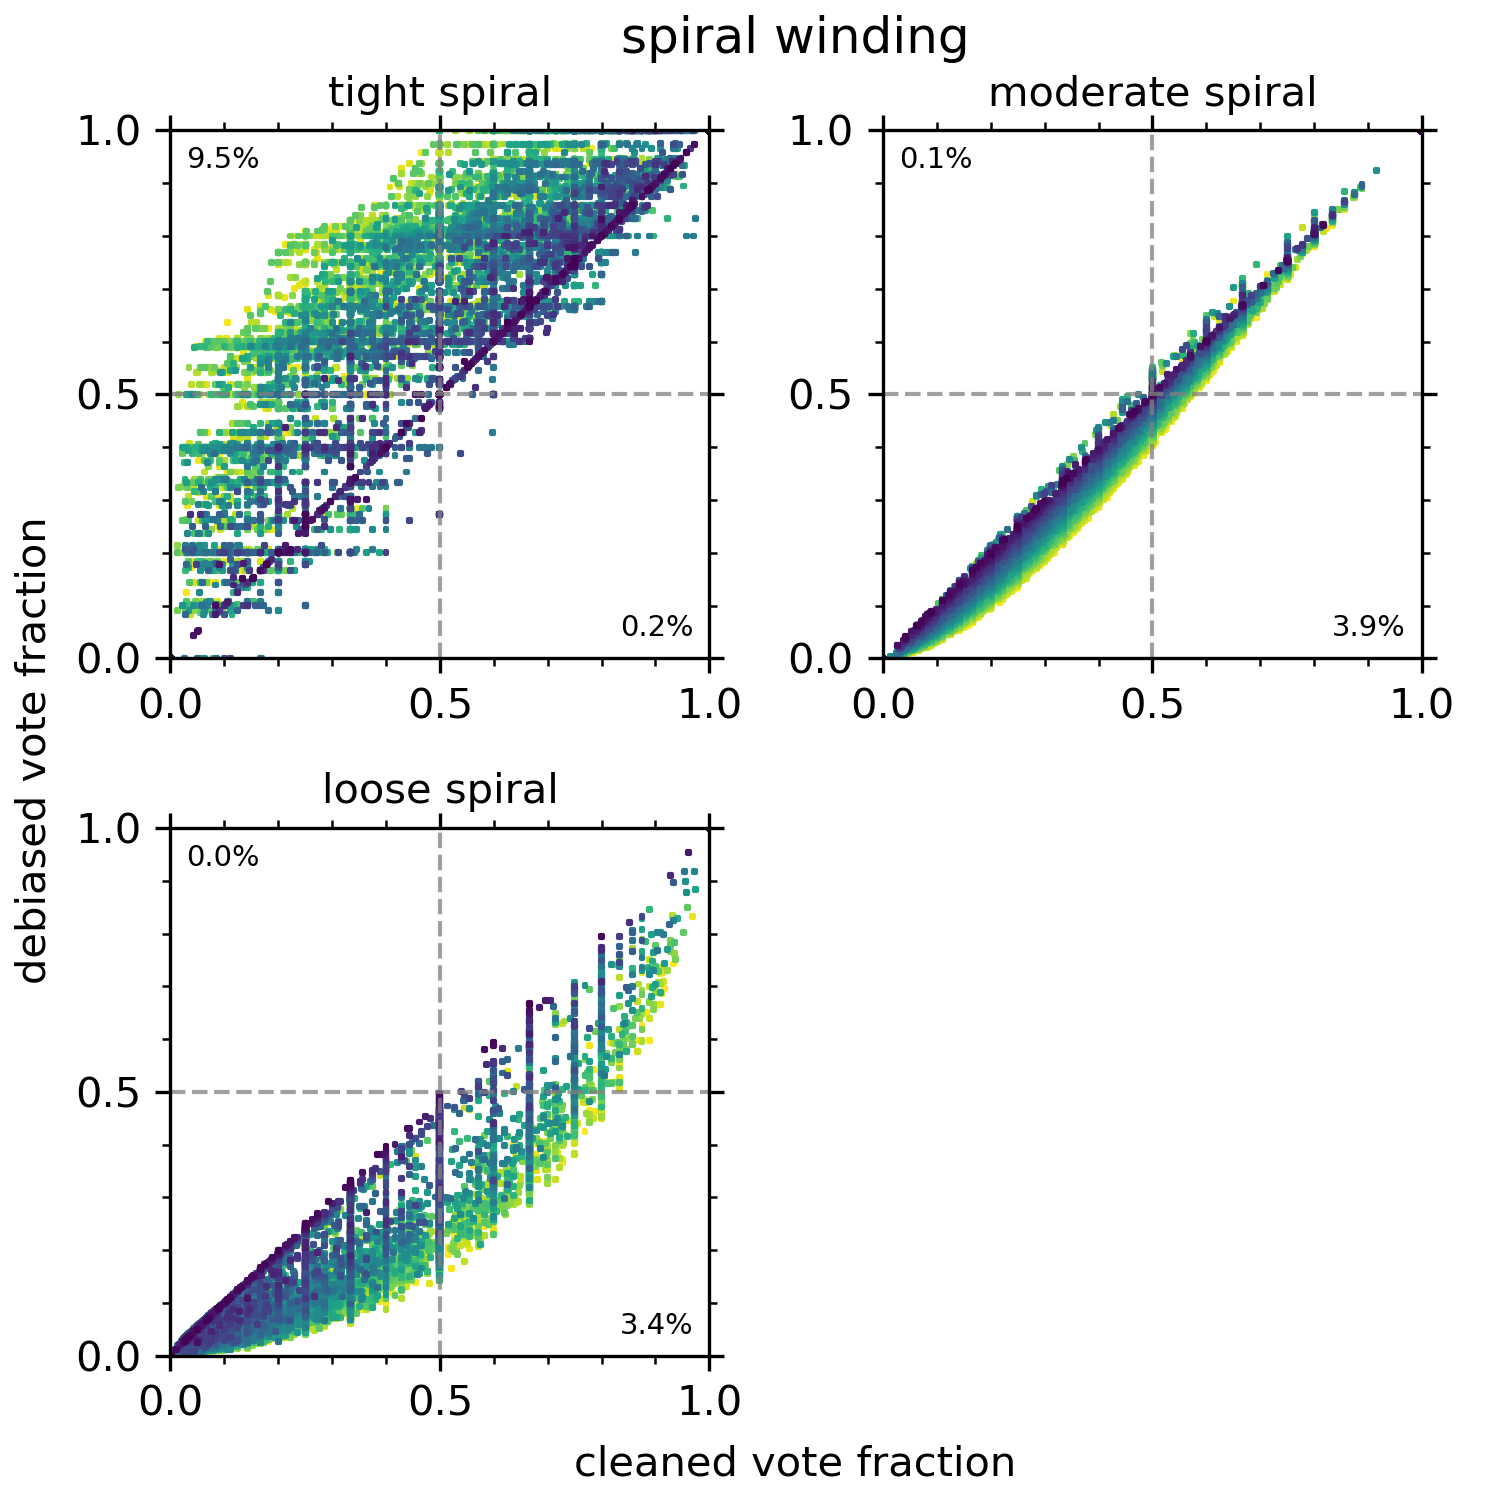 spiral winding
tight spiral
moderate spiral
1.0
0.5
0.0
9.5%
0.2%
0.0 0.5 1.0
1.0
0.5
0.0
0.1%
3.9%
0.0 0.5 1.0
loose spiral
1.0
0.5
0.0
0.0%
3.4%
0.0 0.5 1.0
debiased vote fraction
cleaned vote fraction